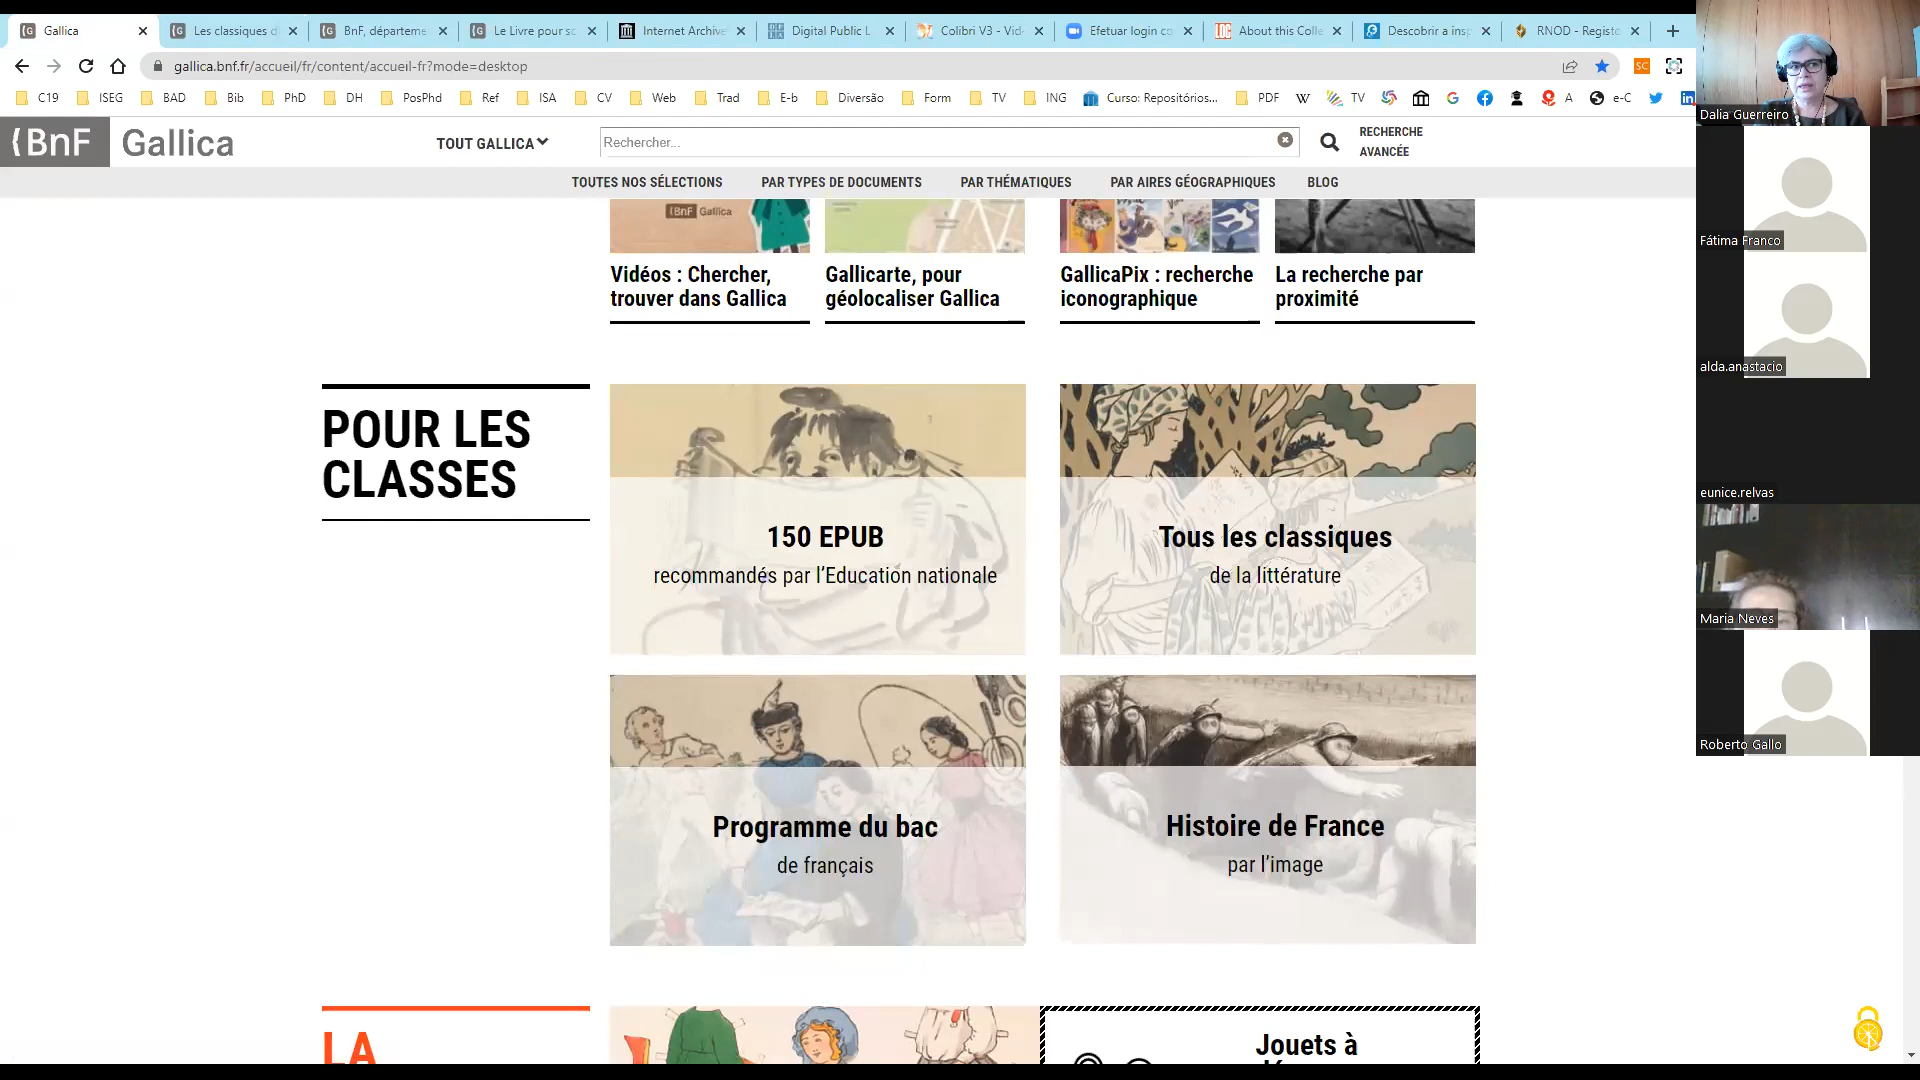 Gallica
Les classiques d
BnF, départeme
Le Livre pour sc
Internet Archive
Digital Public L
Colibri V3 - Vid
Efetuar login co
About this Colle
Descobrir a insp
RNOD - Registo
gallica.bnf.fr/accueil/fr/content/accueil-fr?mode=desktop
SC
C19 ISEG BAD Bib PhD DH PosPhd Ref ISA CV Web Trad E-b Diversão Form TV ING Curso: Repositórios... PDF W TV G A e-C
BnF Gallica
TOUT GALLICA
Rechercher...
RECHERCHE
AVANCÉE
TOUTES NOS SÉLECTIONS PAR TYPES DE DOCUMENTS PAR THÉMATIQUES PAR AIRES GÉOGRAPHIQUES BLOG
BnF Gallica
Vidéos : Chercher,
trouver dans Gallica
Gallicarte, pour
géolocaliser Gallica
GallicaPix : recherche
iconographique
La recherche par
proximité
POUR LES
CLASSES
150 EPUB
recommandés par l'Education nationale
Tous les classiques
de la littérature
Programme du bac
de français
Histoire de France
par l'image
LA
Jouets à
Dalia Guerreiro
Fátima Franco
alda.anastacio
eunice.relvas
Maria Neves
Roberto Gallo